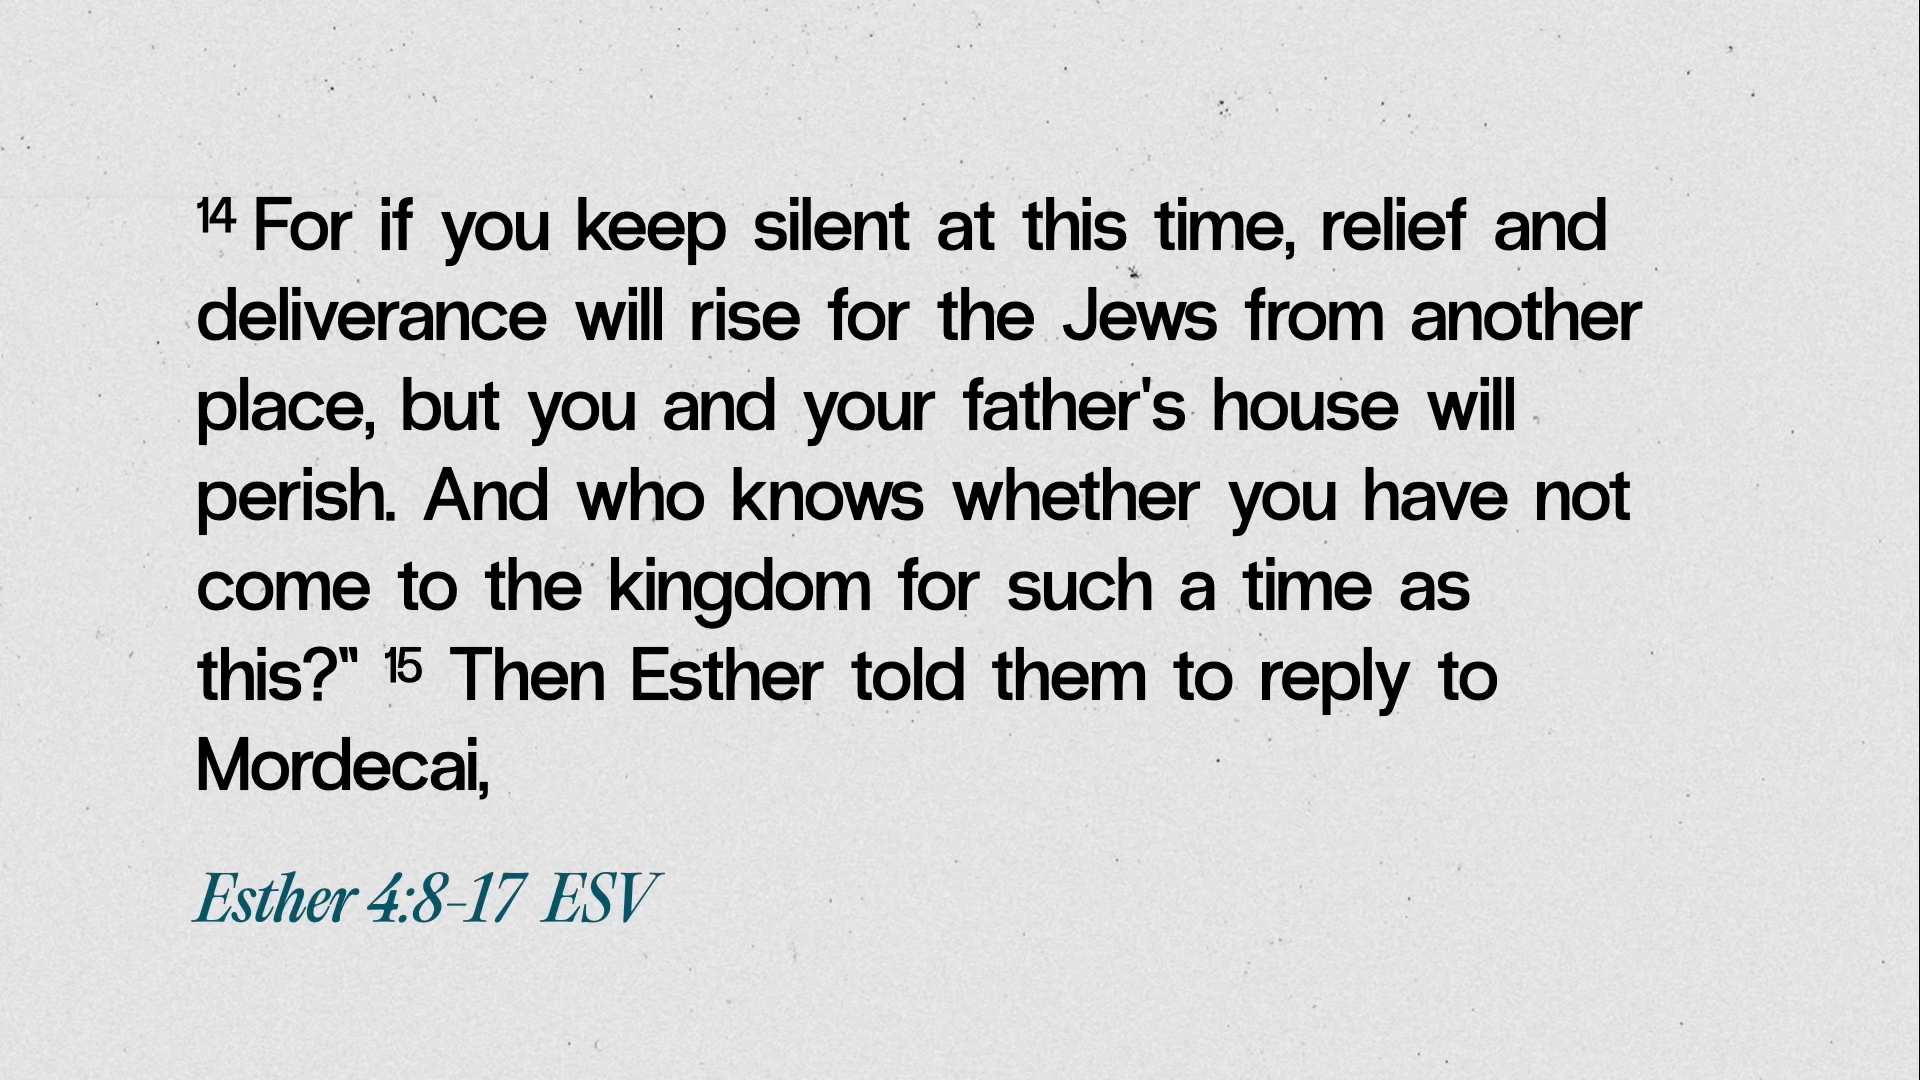 ¹⁴ For if you keep silent at this time, relief and
deliverance will rise for the Jews from another
place, but you and your father's house will
perish. And who knows whether you have not
come to the kingdom for such a time as
this?" ¹⁵ Then Esther told them to reply to
Mordecai,
Esther 4:8-17 ESV